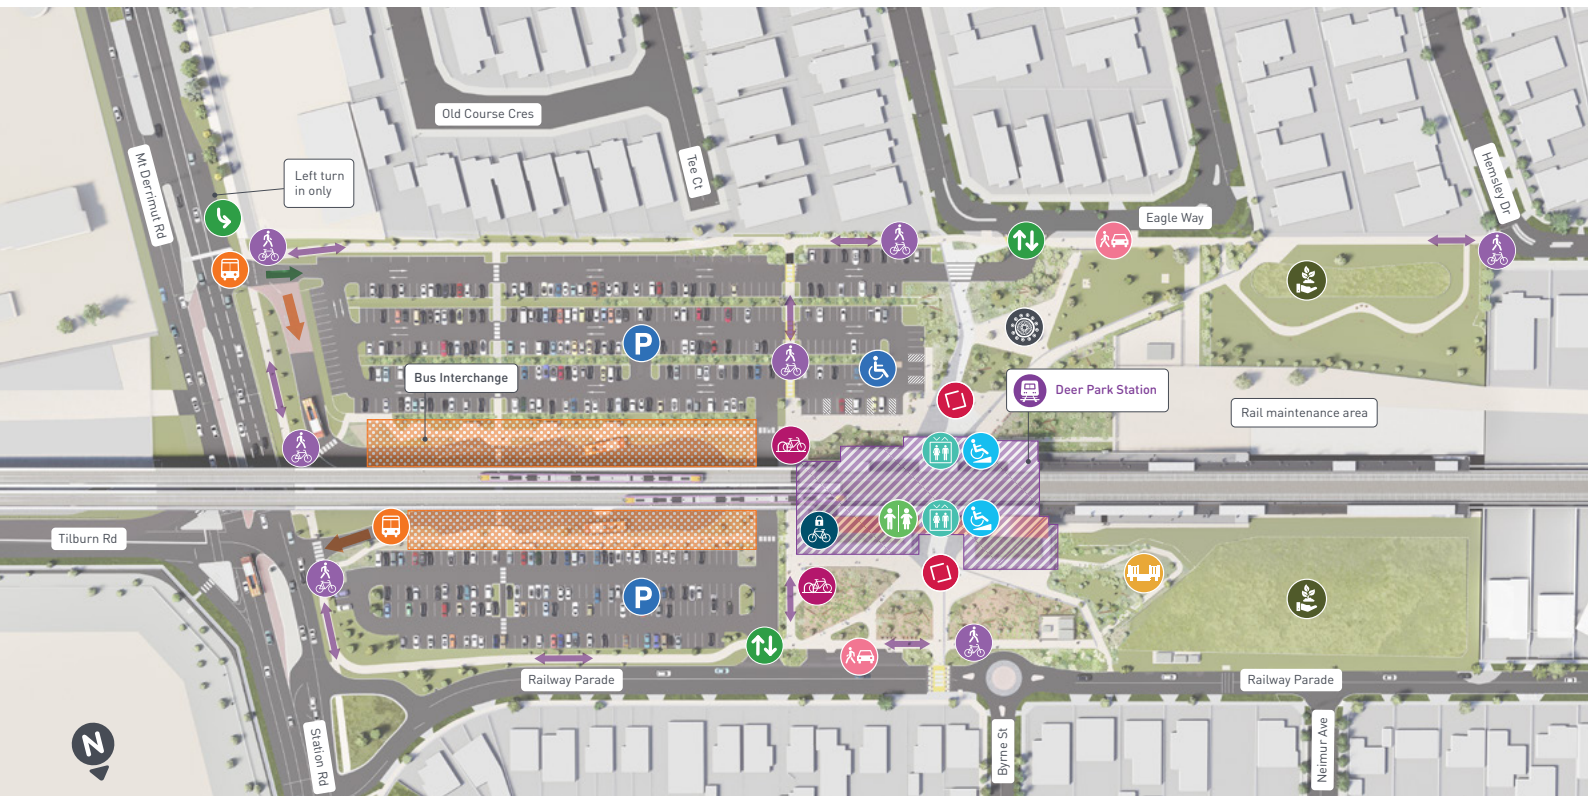 Old Course Cres
Mt Derrimut Rd
Left turn
in only
Tee Ct
Hemsley Dr
Eagle Way
P
Bus Interchange
Deer Park Station
Rail maintenance area
Tilburn Rd
P
Railway Parade
Railway Parade
Station Rd
Byrne St
Neimur Ave
N